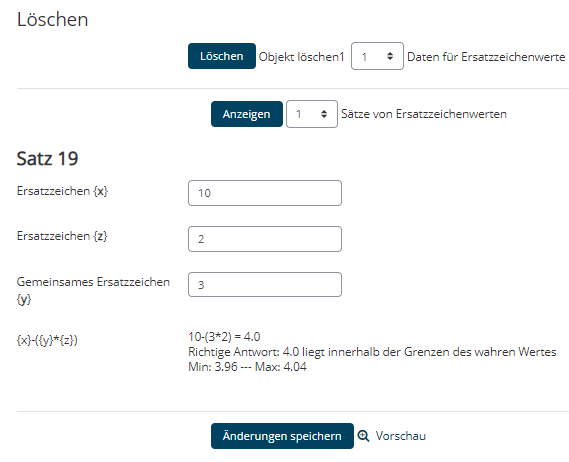 Löschen
Löschen Objekt löschen1 1 Daten für Ersatzzeichenwerte
Anzeigen 1 Sätze von Ersatzzeichenwerten
Satz 19
Ersatzzeichen {x} 10
Ersatzzeichen {z} 2
Gemeinsames Ersatzzeichen
{y} 3
{x}-({y}*{z}) 10-(3*2) = 4.0
Richtige Antwort: 4.0 liegt innerhalb der Grenzen des wahren Wertes
Min: 3.96 --- Max: 4.04
Änderungen speichern Vorschau